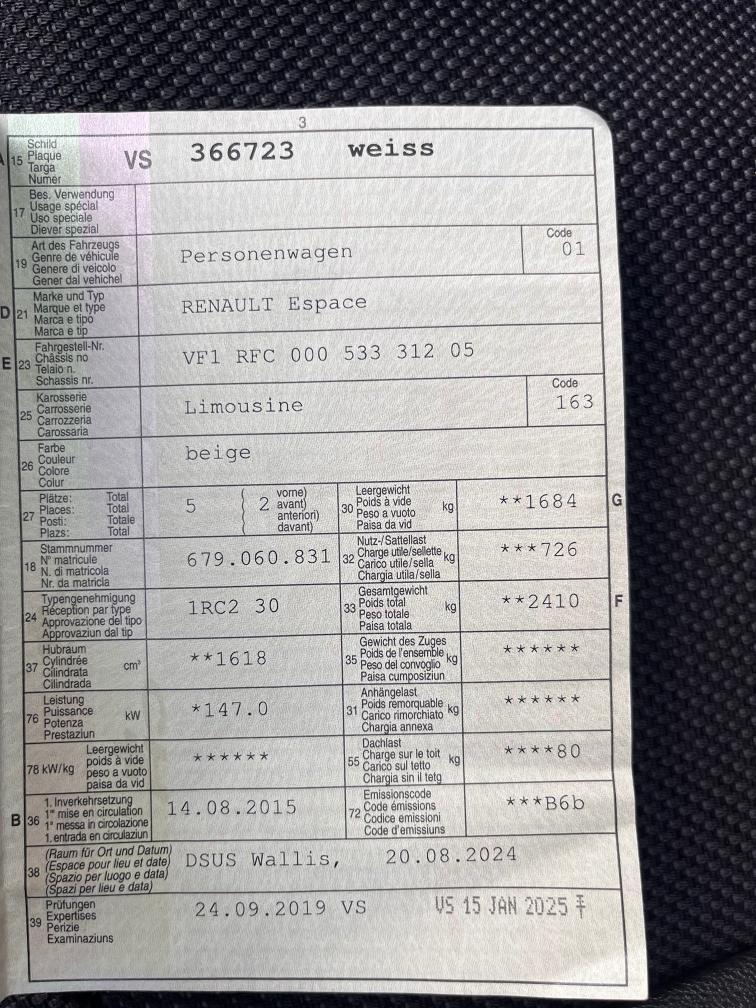 3
A 15 Schild
Plaque
Targa
Numer
VS 366723 weiss
17 Bes. Verwendung
Usage spécial
Uso speciale
Diever spezial
19 Art des Fahrzeugs
Genre de véhicule
Genere di veicolo
Gener dal vehichel
Personenwagen
Code
01
D 21 Marke und Typ
Marque et type
Marca e tipo
Marca e tip
RENAULT Espace
E 23 Fahrgestell-Nr.
Châssis no
Telaio n.
Schassis nr.
VF1 RFC 000 533 312 05
25 Karosserie
Carrosserie
Carrozzeria
Carossaria
Limousine
Code
163
26 Farbe
Couleur
Colore
Colur
beige
27 Plätze: Total
Places: Total
Posti: Totale
Plazs: Total
5 ( 2 vorne)
avant)
anteriori)
davant)
30 Leergewicht
Poids à vide
Peso a vuoto
Paisa da vid
kg
**1684 G
18 Stammnummer
N° matricule
N. di matricola
Nr. da matricla
679.060.831
32 Nutz-/Sattellast
Charge utile/sellette
Carico utile/sella
Chargia utila/sella
kg
***726
24 Typengenehmigung
Réception par type
Approvazione del tipo
Approvaziun dal tip
1RC2 30
33 Gesamtgewicht
Poids total
Peso totale
Paisa totala
kg
**2410 F
37 Hubraum
Cylindrée
Cilindrata
Cilindrada
cm³
**1618
35 Gewicht des Zuges
Poids de l'ensemble
Peso del convoglio
Paisa cumposiziun
kg
******
76 Leistung
Puissance
Potenza
Prestaziun
kW
*147.0
31 Anhängelast
Poids remorquable
Carico rimorchiato
Chargia annexa
kg
******
78 kW/kg Leergewicht
poids à vide
peso a vuoto
paisa da vid
******
55 Dachlast
Charge sur le toit
Carico sul tetto
Chargia sin il tetg
kg
****80
B 36 1. Inverkehrsetzung
1re mise en circulation
1a messa in circolazione
1. entrada en circulaziun
14.08.2015
72 Emissionscode
Code émissions
Codice emissioni
Code d'emissiuns
***B6b
38 (Raum für Ort und Datum)
(Espace pour lieu et date)
(Spazio per luogo e data)
(Spazi per lieu e data)
DSUS Wallis, 20.08.2024
39 Prüfungen
Expertises
Perizie
Examinaziuns
24.09.2019 VS VS 15 JAN 2025